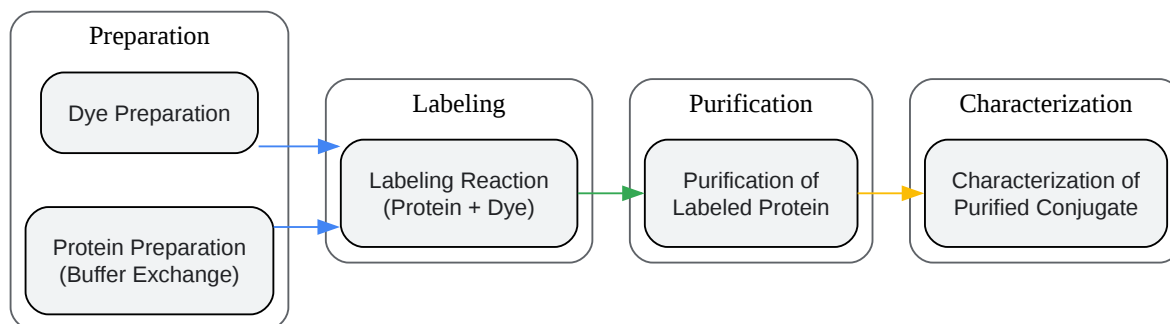 Preparation
Dye Preparation
Protein Preparation
(Buffer Exchange)
Labeling
Labeling Reaction
(Protein + Dye)
Purification
Purification of
Labeled Protein
Characterization
Characterization of
Purified Conjugate